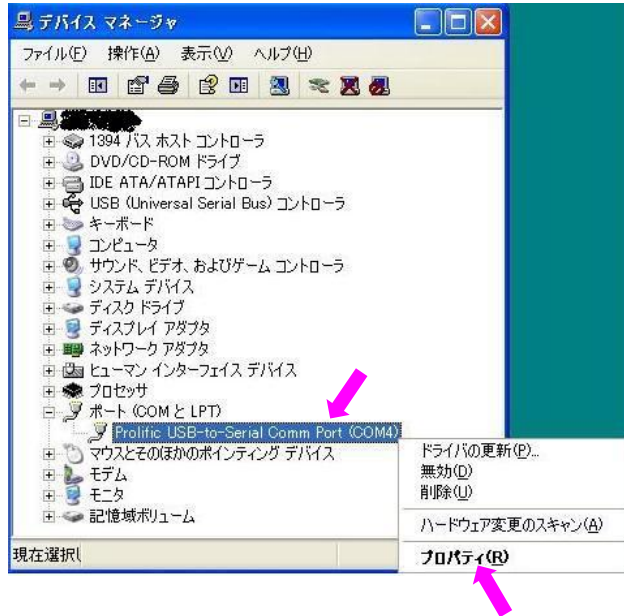 デバイス マネージャ
ファイル(F) 操作(A) 表示(V) ヘルプ(H)
1394 バス ホスト コントローラ
DVD/CD-ROM ドライブ
IDE ATA/ATAPI コントローラ
USB (Universal Serial Bus) コントローラ
キーボード
コンピュータ
サウンド、ビデオ、およびゲーム コントローラ
システム デバイス
ディスク ドライブ
ディスプレイ アダプタ
ネットワーク アダプタ
ヒューマン インターフェイス デバイス
プロセッサ
ポート (COM と LPT)
Prolific USB-to-Serial Comm Port (COM4)
マウスとそのほかのポインティング デバイス
モデム
モニタ
記憶域ボリューム
現在選択し
ドライバの更新(P)...
無効(D)
削除(U)
ハードウェア変更のスキャン(A)
プロパティ(R)